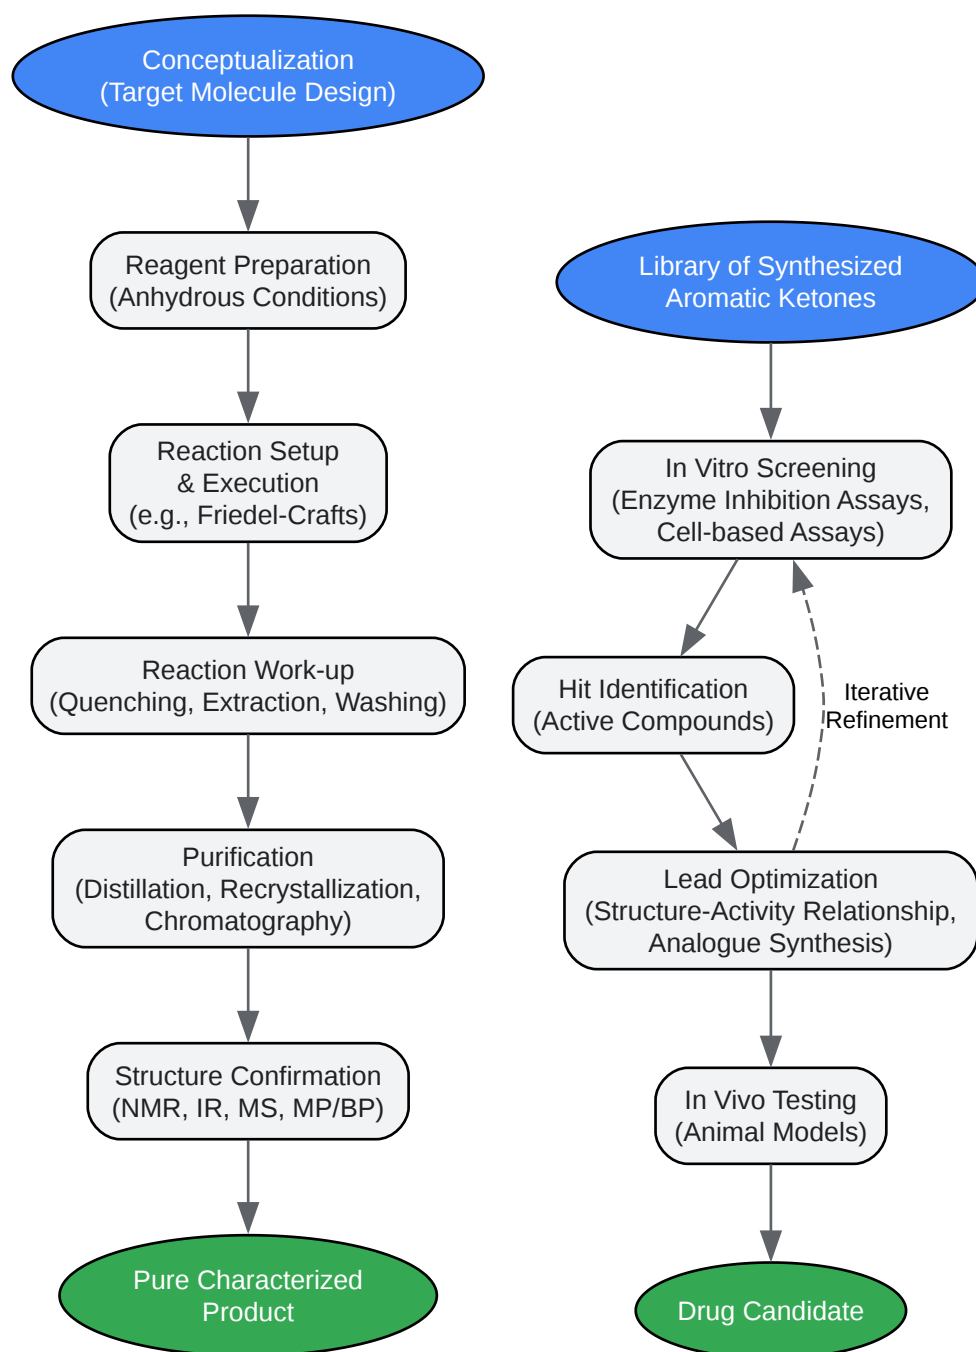 Conceptualization
(Target Molecule Design)
Reagent Preparation
(Anhydrous Conditions)
Reaction Setup
& Execution
(e.g., Friedel-Crafts)
Reaction Work-up
(Quenching, Extraction, Washing)
Purification
(Distillation, Recrystallization,
Chromatography)
Structure Confirmation
(NMR, IR, MS, MP/BP)
Pure Characterized
Product
Library of Synthesized
Aromatic Ketones
In Vitro Screening
(Enzyme Inhibition Assays,
Cell-based Assays)
Hit Identification
(Active Compounds)
Iterative
Refinement
Lead Optimization
(Structure-Activity Relationship,
Analogue Synthesis)
In Vivo Testing
(Animal Models)
Drug Candidate